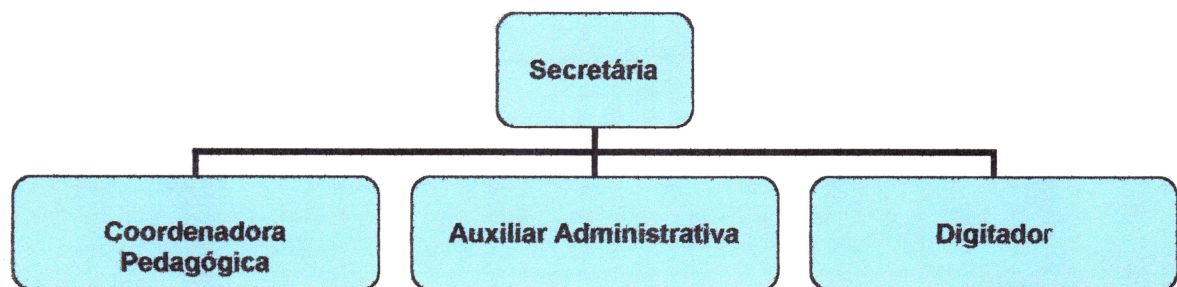 Secretária
Coordenadora
Pedagógica
Auxiliar Administrativa
Digitador